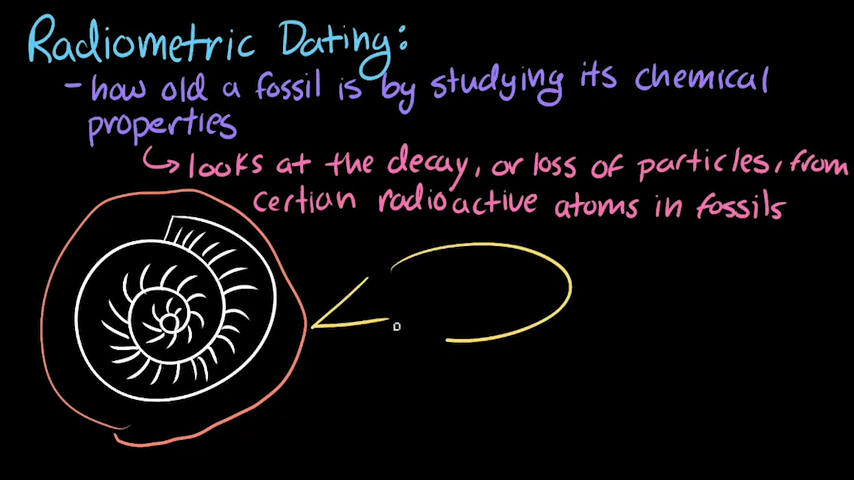 Radiometric Dating:
- how old a fossil is by studying its chemical
properties
looks at the decay, or loss of particles, from
certian radioactive atoms in fossils